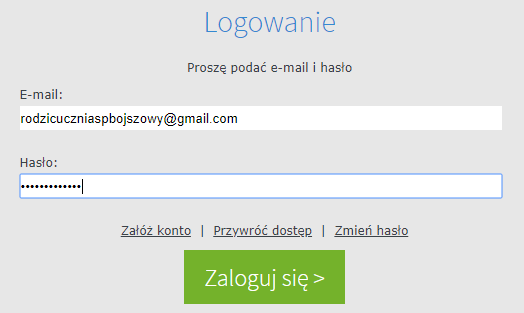 Logowanie
Proszę podać e-mail i hasło
E-mail:
rodzicuczniaspbojszowy@gmail.com
Hasło:
•••••••••••••
Załóż konto | Przywróć dostęp | Zmień hasło
Zaloguj się >